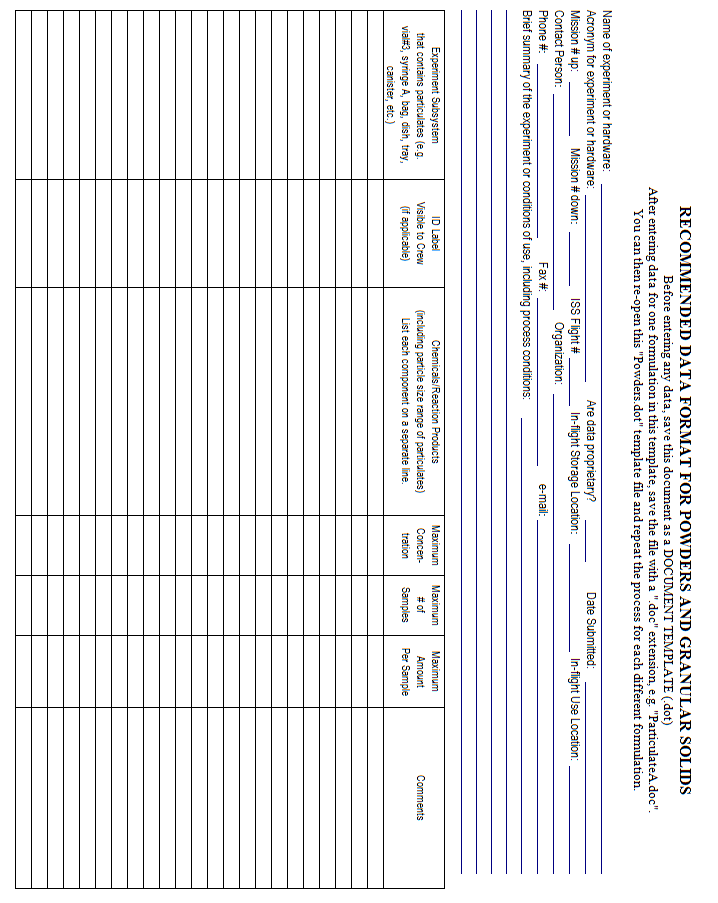 RECOMMENDED DATA FORMAT FOR POWDERS AND GRANULAR SOLIDS
Before entering any data, save this document as a DOCUMENT TEMPLATE (.dot)
After entering data for one formulation in this template, save the file with a ".doc" extension, e.g. "ParticulateA.doc".
You can then re-open this "Powders.dot" template file and repeat the process for each different formulation.
Name of experiment or hardware:
Acronym for experiment or hardware: Are data proprietary? Date Submitted:
Mission # up: Mission # down: ISS Flight # In-flight Storage Location: In-flight Use Location:
Contact Person: Organization:
Phone #: Fax #: e-mail:
Brief summary of the experiment or conditions of use, including process conditions:
Experiment Subsystem
that contains particulates (e.g.
vial#3, syringe A, bag, dish, tray,
canister, etc.)
ID Label
Visible to Crew
(if applicable)
Chemicals/Reaction Products
(including particle size range of particulates)
List each component on a separate line.
Maximum
Concen-
tration
Maximum
# of
Samples
Maximum
Amount
Per Sample
Comments